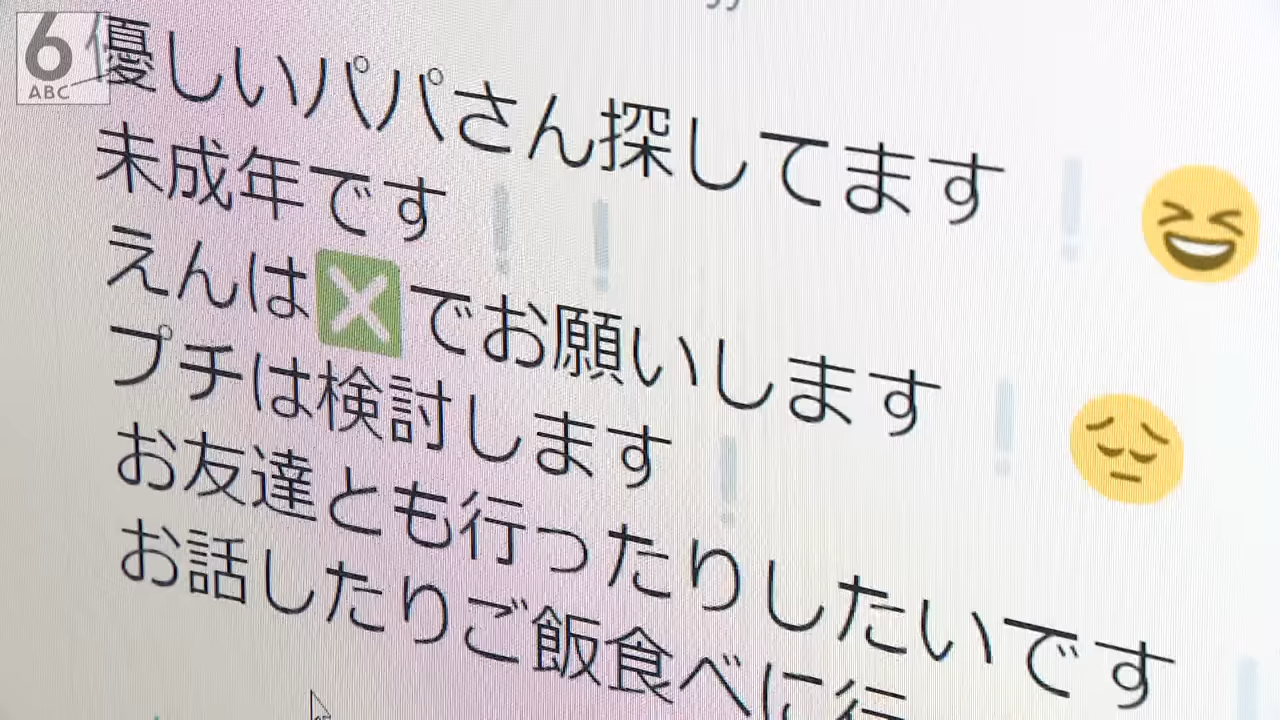 6
ABC
優しいパパさん探してます❕😆
未成年です❕❕
えんは❎でお願いします❕😔
プチは検討します❕
お友達とも行ったりしたいです❕
お話したりご飯食べに行